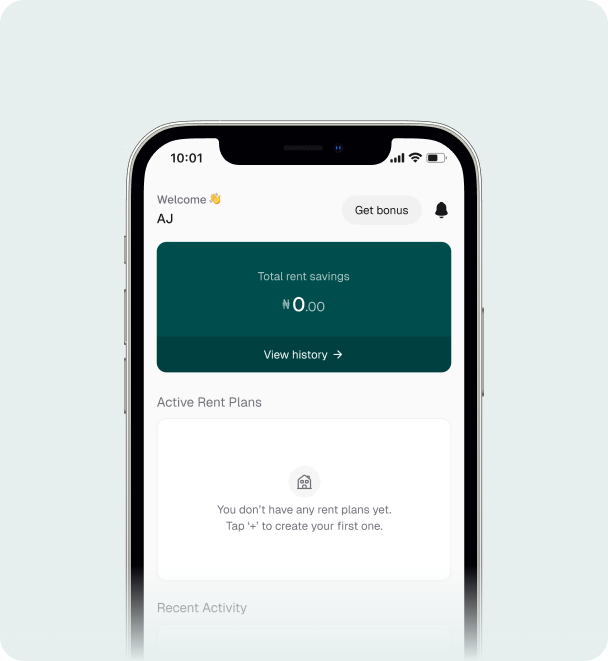 10:01
Welcome 👋
AJ
Get bonus
Total rent savings
₦0.00
View history →
Active Rent Plans
You don’t have any rent plans yet.
Tap ‘+’ to create your first one.
Recent Activity